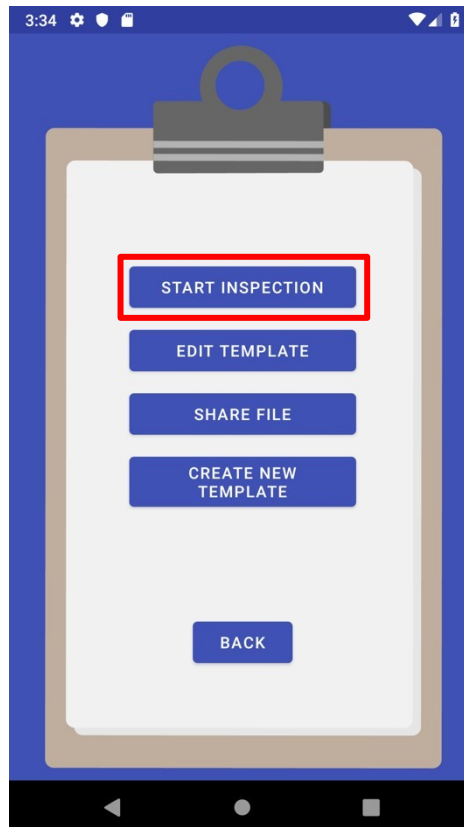 3:34
START INSPECTION
EDIT TEMPLATE
SHARE FILE
CREATE NEW
TEMPLATE
BACK